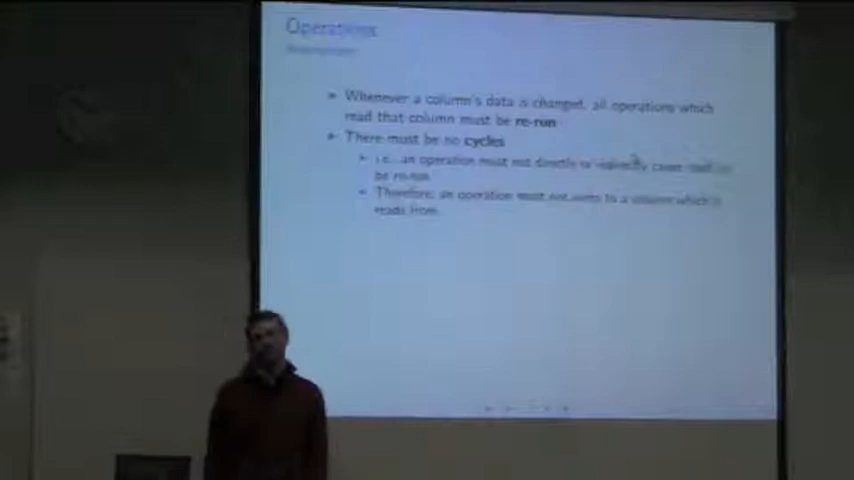 Operations
▸ Whenever a column's data is changed, all operations which
read that column must be re-run
▸ There must be no cycles
▸ i.e., an operation must not directly or indirectly cause itself to
be re-run
▸ Therefore, an operation must not write to a column which is
reads from.